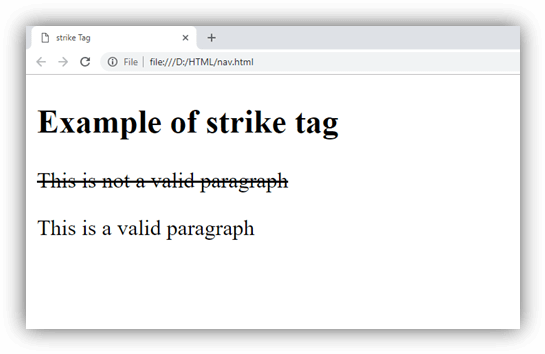 strike Tag
File | file:///D:/HTML/nav.html
Example of strike tag
This is not a valid paragraph
This is a valid paragraph